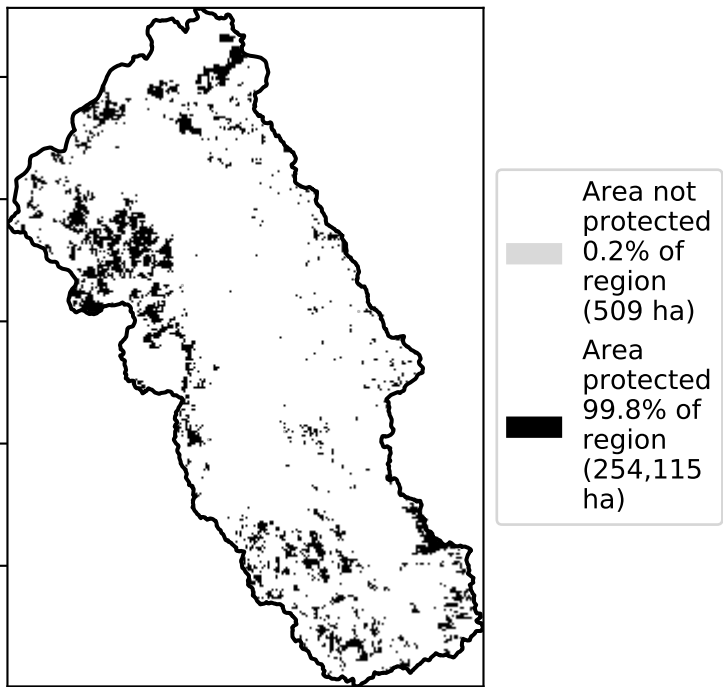 Area not
protected
0.2% of
region
(509 ha)
Area
protected
99.8% of
region
(254,115
ha)